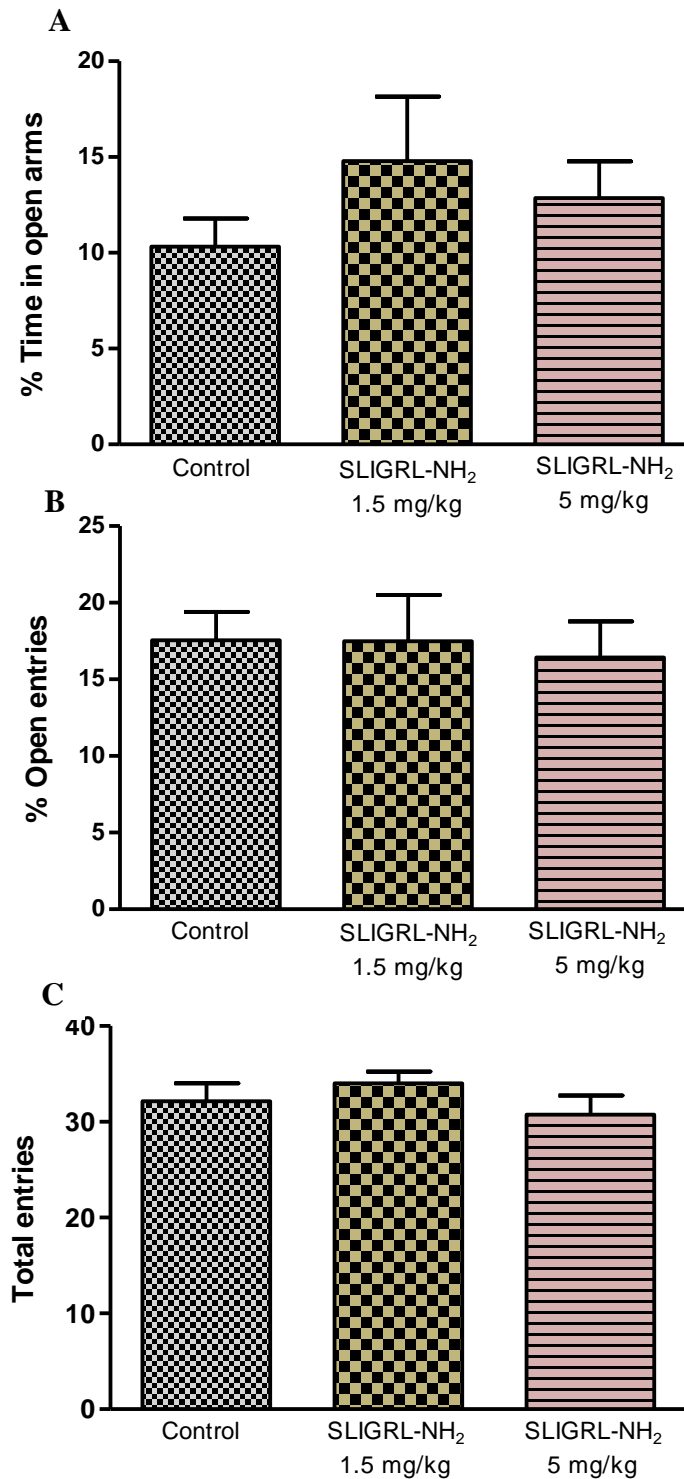 A
% Time in open arms
20
15
10
5
0
Control
SLIGRL-NH₂
1.5 mg/kg
SLIGRL-NH₂
5 mg/kg
B
% Open entries
25
20
15
10
5
0
Control
SLIGRL-NH₂
1.5 mg/kg
SLIGRL-NH₂
5 mg/kg
C
Total entries
40
30
20
10
0
Control
SLIGRL-NH₂
1.5 mg/kg
SLIGRL-NH₂
5 mg/kg